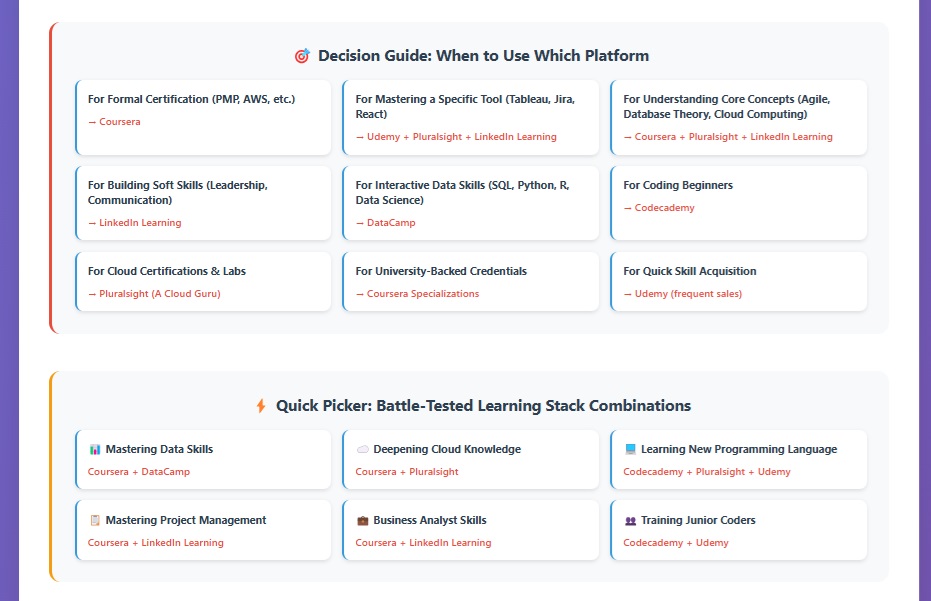 🎯 Decision Guide: When to Use Which Platform
For Formal Certification (PMP, AWS, etc.)
→ Coursera
For Mastering a Specific Tool (Tableau, Jira,
React)
→ Udemy + Pluralsight + LinkedIn Learning
For Understanding Core Concepts (Agile,
Database Theory, Cloud Computing)
→ Coursera + Pluralsight + LinkedIn Learning
For Building Soft Skills (Leadership,
Communication)
→ LinkedIn Learning
For Interactive Data Skills (SQL, Python, R,
Data Science)
→ DataCamp
For Coding Beginners
→ Codecademy
For Cloud Certifications & Labs
→ Pluralsight (A Cloud Guru)
For University-Backed Credentials
→ Coursera Specializations
For Quick Skill Acquisition
→ Udemy (frequent sales)
⚡ Quick Picker: Battle-Tested Learning Stack Combinations
📊 Mastering Data Skills
Coursera + DataCamp
☁️ Deepening Cloud Knowledge
Coursera + Pluralsight
💻 Learning New Programming Language
Codecademy + Pluralsight + Udemy
📋 Mastering Project Management
Coursera + LinkedIn Learning
💼 Business Analyst Skills
Coursera + LinkedIn Learning
👥 Training Junior Coders
Codecademy + Udemy